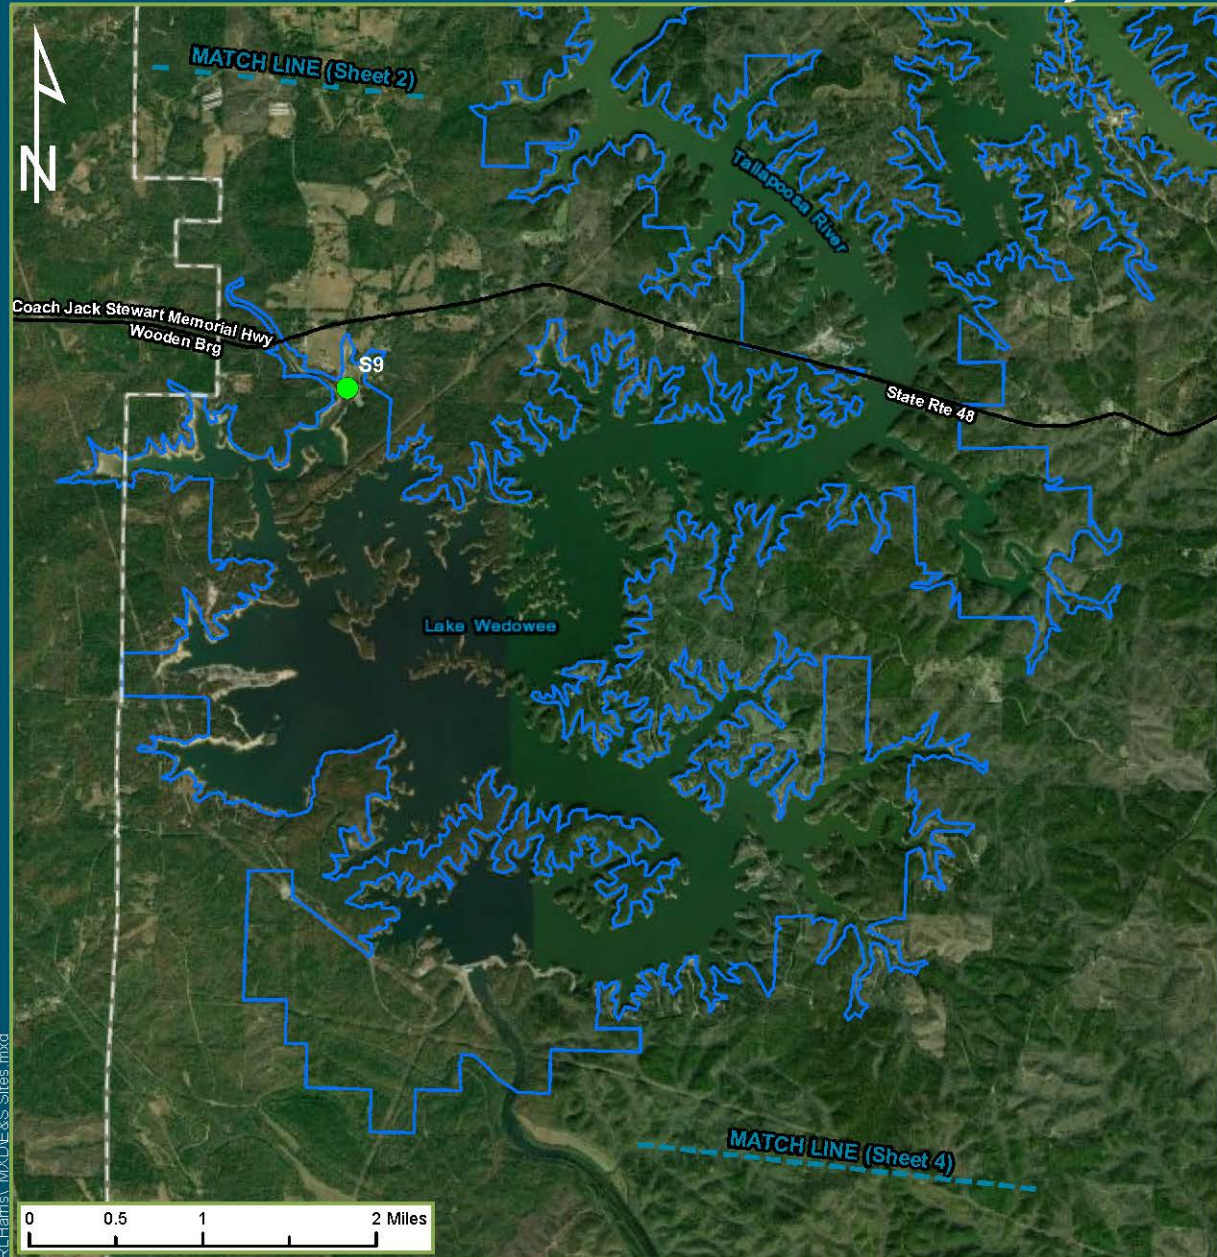 MATCH LINE (Sheet 2)
N
Tallapoosa River
Coach Jack Stewart Memorial Hwy
Wooden Brg
S9
State Rte 48
Lake Wedowee
MATCH LINE (Sheet 4)
0 0.5 1 2 Miles